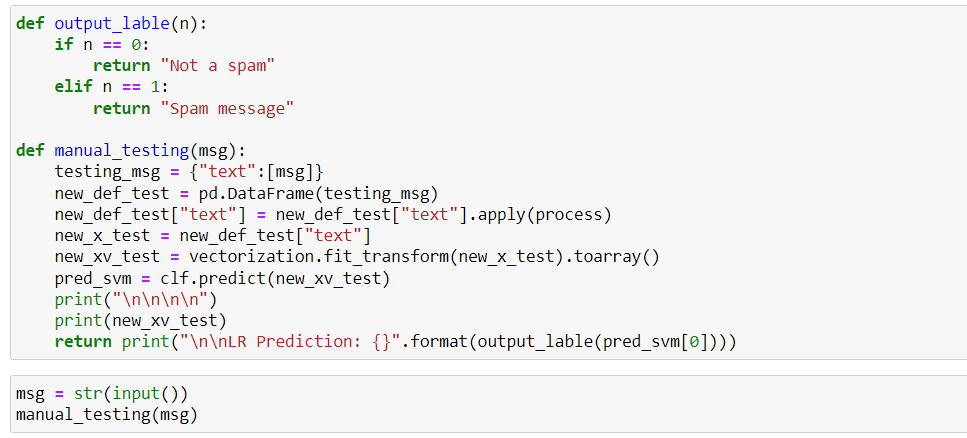 def output_lable(n):
    if n == 0:
        return "Not a spam"
    elif n == 1:
        return "Spam message"

def manual_testing(msg):
    testing_msg = {"text":[msg]}
    new_def_test = pd.DataFrame(testing_msg)
    new_def_test["text"] = new_def_test["text"].apply(process)
    new_x_test = new_def_test["text"]
    new_xv_test = vectorization.fit_transform(new_x_test).toarray()
    pred_svm = clf.predict(new_xv_test)
    print("\n\n\n\n")
    print(new_xv_test)
    return print("\n\nLR Prediction: {}".format(output_lable(pred_svm[0])))

msg = str(input())
manual_testing(msg)